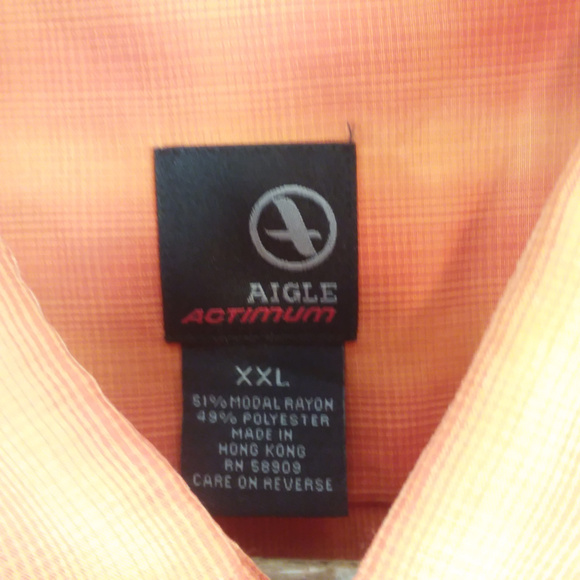 AIGLE
ACTIMUM
XXL
51% MODAL RAYON
49% POLYESTER
MADE IN
HONG KONG
RN 58909
CARE ON REVERSE